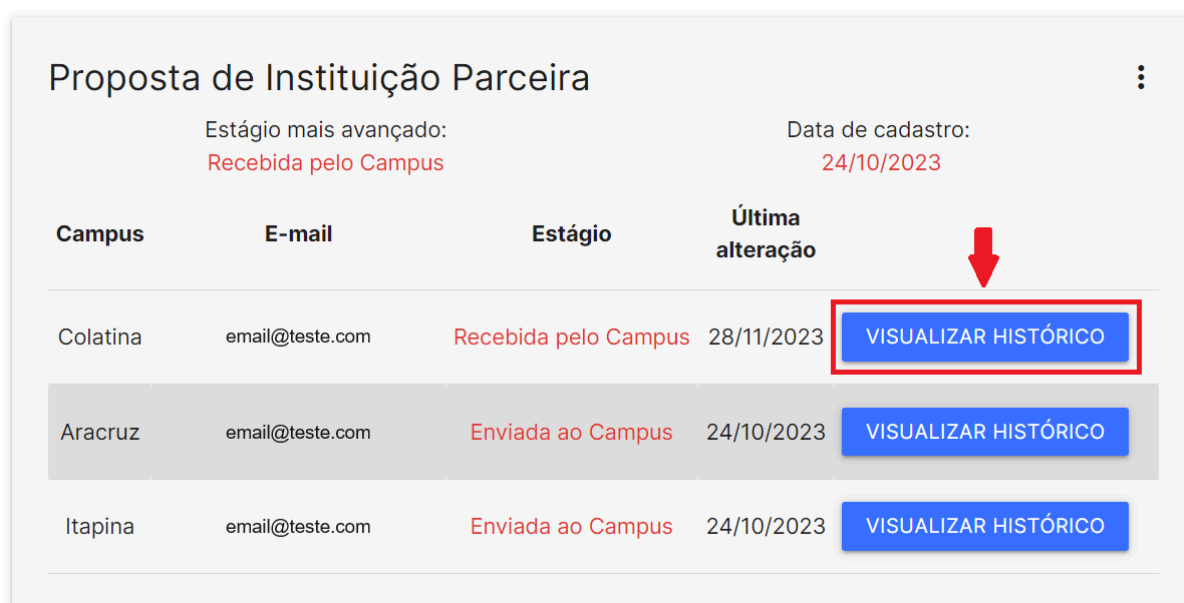 Proposta de Instituição Parceira
Estágio mais avançado:
Recebida pelo Campus
Data de cadastro:
24/10/2023
Campus E-mail Estágio Última alteração
Colatina email@teste.com Recebida pelo Campus 28/11/2023 VISUALIZAR HISTÓRICO
Aracruz email@teste.com Enviada ao Campus 24/10/2023 VISUALIZAR HISTÓRICO
Itapina email@teste.com Enviada ao Campus 24/10/2023 VISUALIZAR HISTÓRICO